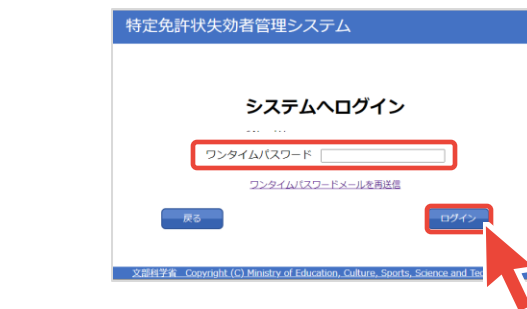 特定免許状失効者管理システム
システムへログイン
ワンタイムパスワード
ワンタイムパスワードメールを再送信
戻る
ログイン
文部科学省 Copyright (C) Ministry of Education, Culture, Sports, Science and